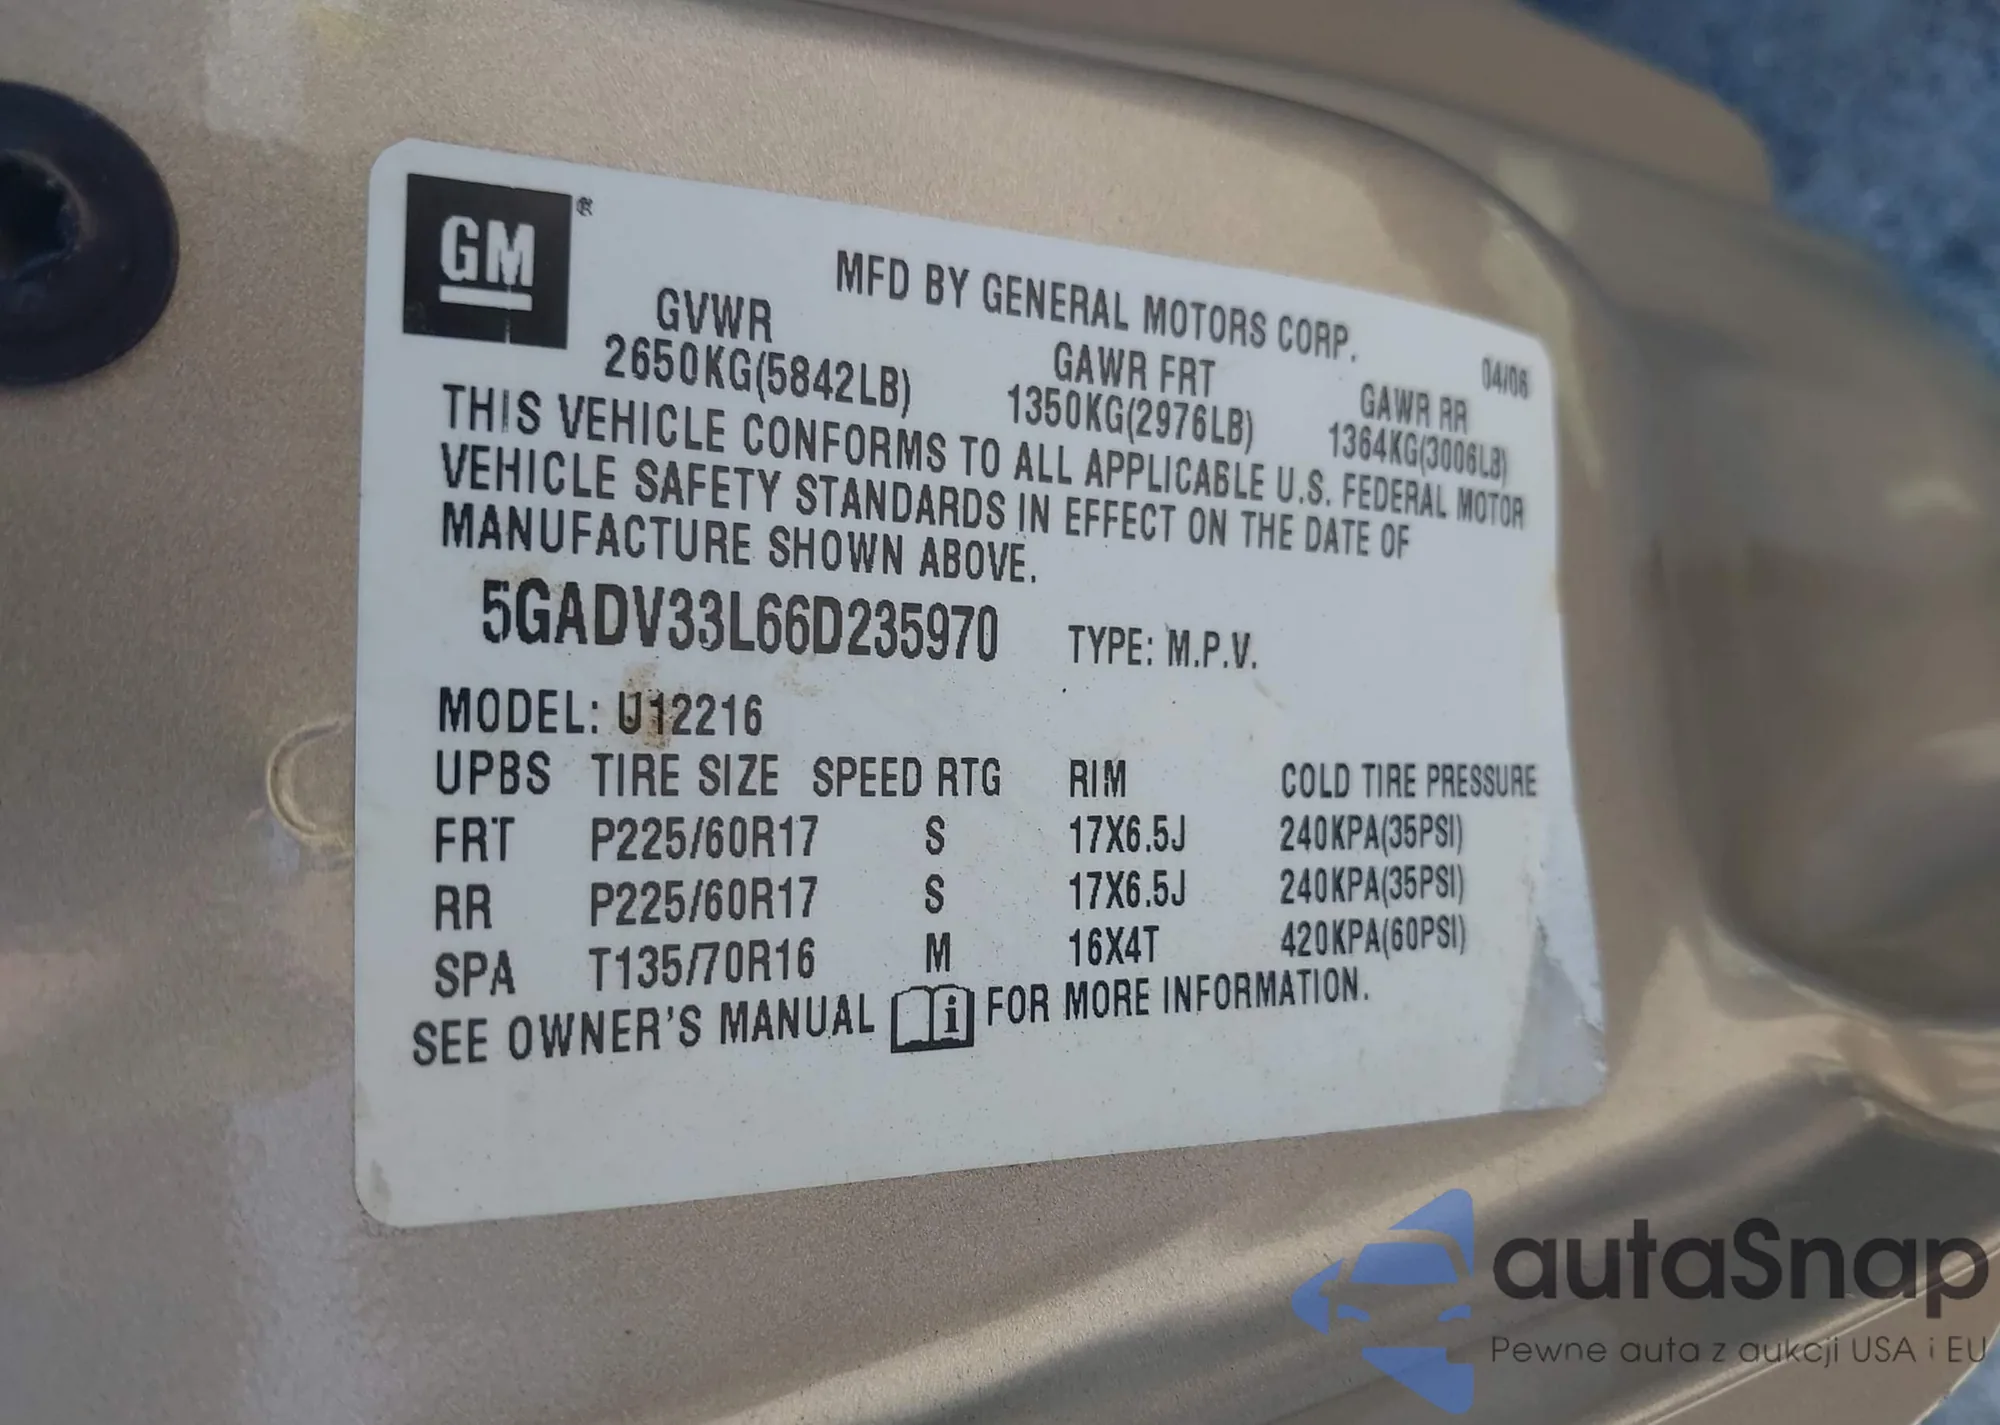 GM®
MFD BY GENERAL MOTORS CORP. 04/06
GVWR GAWR FRT GAWR RR
2650KG(5842LB) 1350KG(2976LB) 1364KG(3006LB)
THIS VEHICLE CONFORMS TO ALL APPLICABLE U.S. FEDERAL MOTOR
VEHICLE SAFETY STANDARDS IN EFFECT ON THE DATE OF
MANUFACTURE SHOWN ABOVE.
5GADV33L66D235970 TYPE: M.P.V.
MODEL: U12216
UPBS TIRE SIZE SPEED RTG RIM COLD TIRE PRESSURE
FRT P225/60R17 S 17X6.5J 240KPA(35PSI)
RR P225/60R17 S 17X6.5J 240KPA(35PSI)
SPA T135/70R16 M 16X4T 420KPA(60PSI)
SEE OWNER'S MANUAL i FOR MORE INFORMATION.
autaSnap
Pewne auta z aukcji USA i EU